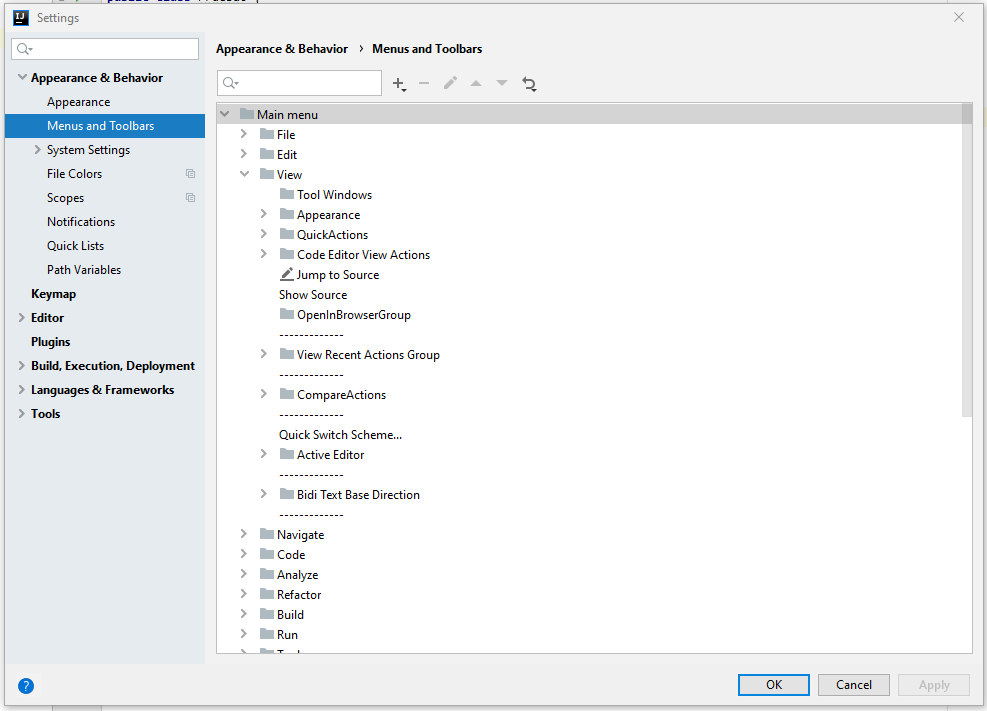 Settings
Appearance & Behavior
Appearance
Menus and Toolbars
System Settings
File Colors
Scopes
Notifications
Quick Lists
Path Variables
Keymap
Editor
Plugins
Build, Execution, Deployment
Languages & Frameworks
Tools
Appearance & Behavior › Menus and Toolbars
Main menu
File
Edit
View
Tool Windows
Appearance
QuickActions
Code Editor View Actions
Jump to Source
Show Source
OpenInBrowserGroup
-------------
View Recent Actions Group
-------------
CompareActions
-------------
Quick Switch Scheme...
Active Editor
-------------
Bidi Text Base Direction
-------------
Navigate
Code
Analyze
Refactor
Build
Run
?
OK
Cancel
Apply